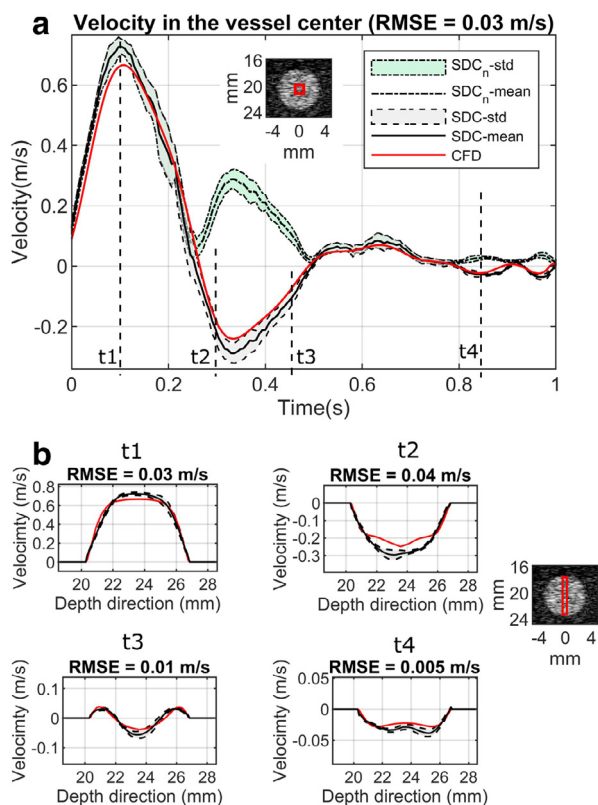 a
Velocity in the vessel center (RMSE = 0.03 m/s)
Velocity(m/s)
0.6
0.4
0.2
0
-0.2
0
0.2
0.4
0.6
0.8
1
Time(s)
t1
t2
t3
t4
16
20
24
mm
-4 0 4
mm
SDCn-std
SDCn-mean
SDC-std
SDC-mean
CFD
b
t1
RMSE = 0.03 m/s
Velocimty (m/s)
0.8
0.6
0.4
0.2
0
20 22 24 26 28
Depth direction (mm)
t2
RMSE = 0.04 m/s
Velocimty (m/s)
0
-0.1
-0.2
-0.3
20 22 24 26 28
Depth direction (mm)
16
20
24
mm
-4 0 4
mm
t3
RMSE = 0.01 m/s
Velocimty (m/s)
0.1
0
-0.1
20 22 24 26 28
Depth direction (mm)
t4
RMSE = 0.005 m/s
Velocimty (m/s)
0.05
0
-0.05
20 22 24 26 28
Depth direction (mm)